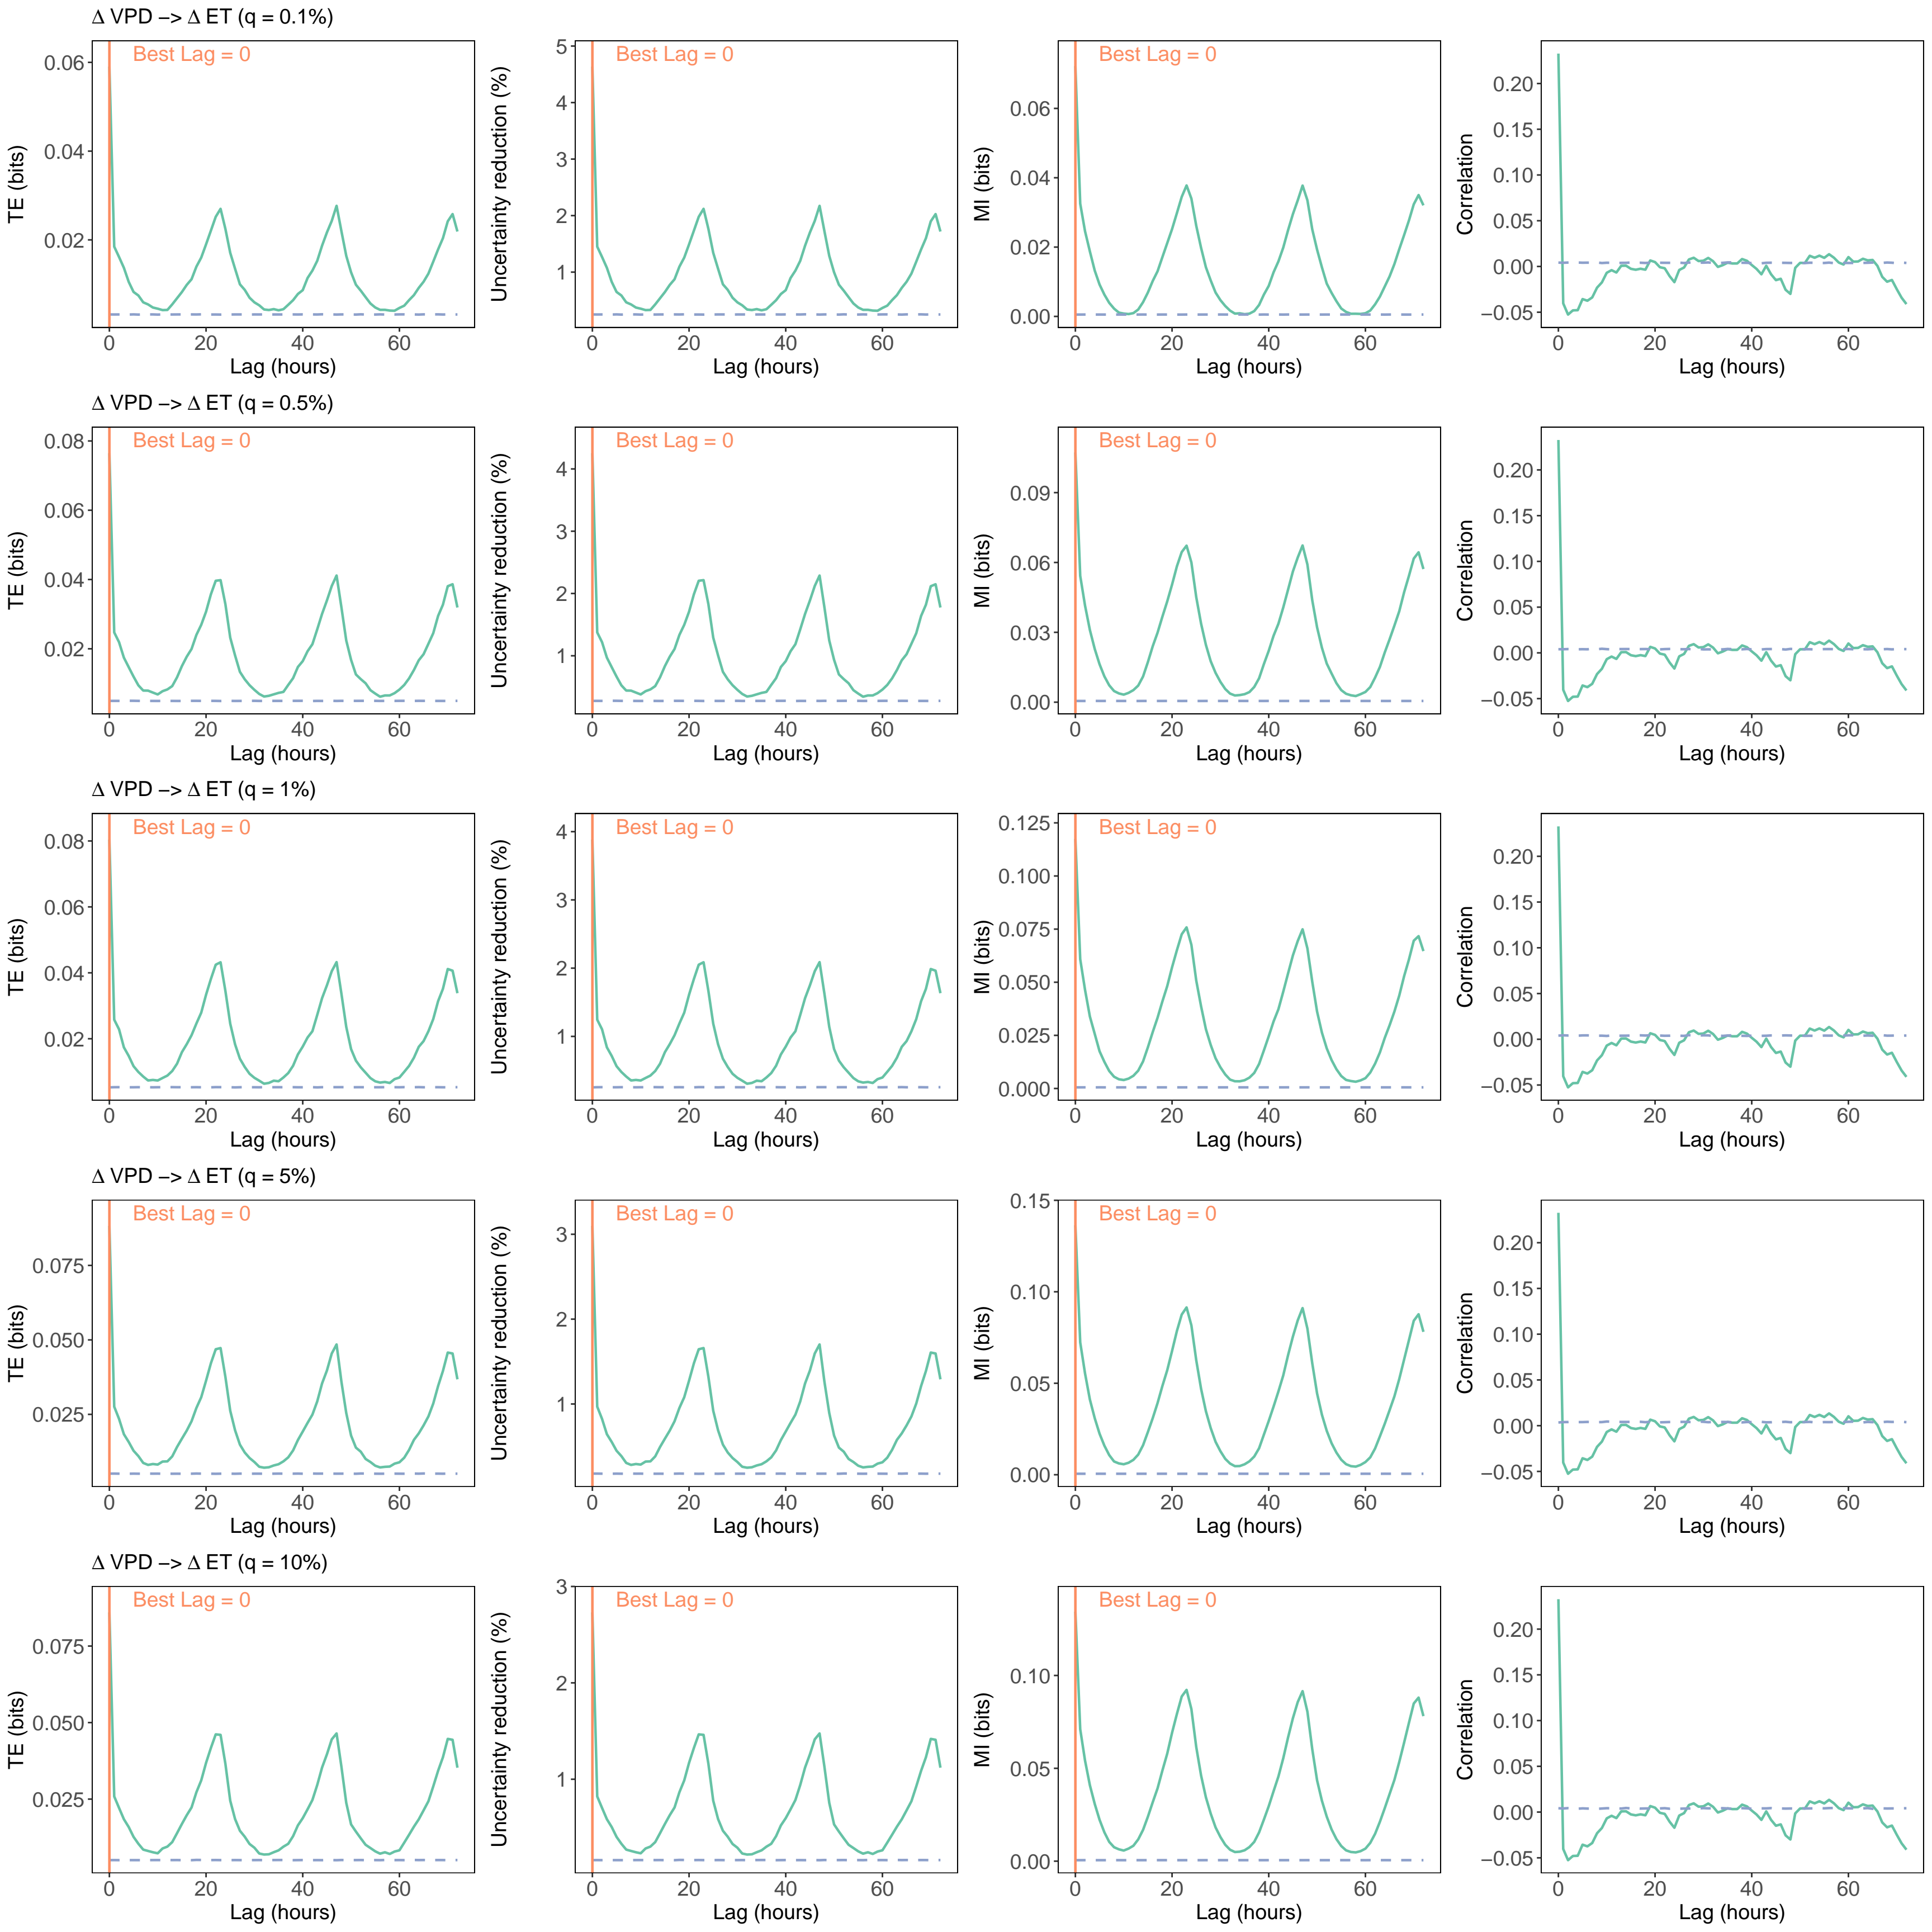 Δ VPD −> Δ ET (q = 0.1%)
TE (bits)
0.06
0.04
0.02
Best Lag = 0
0 20 40 60
Lag (hours)
Uncertainty reduction (%)
5
4
3
2
1
Best Lag = 0
0 20 40 60
Lag (hours)
MI (bits)
0.06
0.04
0.02
0.00
Best Lag = 0
0 20 40 60
Lag (hours)
Correlation
0.20
0.15
0.10
0.05
0.00
−0.05
0 20 40 60
Lag (hours)
Δ VPD −> Δ ET (q = 0.5%)
TE (bits)
0.08
0.06
0.04
0.02
Best Lag = 0
0 20 40 60
Lag (hours)
Uncertainty reduction (%)
4
3
2
1
Best Lag = 0
0 20 40 60
Lag (hours)
MI (bits)
0.09
0.06
0.03
0.00
Best Lag = 0
0 20 40 60
Lag (hours)
Correlation
0.20
0.15
0.10
0.05
0.00
−0.05
0 20 40 60
Lag (hours)
Δ VPD −> Δ ET (q = 1%)
TE (bits)
0.08
0.06
0.04
0.02
Best Lag = 0
0 20 40 60
Lag (hours)
Uncertainty reduction (%)
4
3
2
1
Best Lag = 0
0 20 40 60
Lag (hours)
MI (bits)
0.125
0.100
0.075
0.050
0.025
0.000
Best Lag = 0
0 20 40 60
Lag (hours)
Correlation
0.20
0.15
0.10
0.05
0.00
−0.05
0 20 40 60
Lag (hours)
Δ VPD −> Δ ET (q = 5%)
TE (bits)
0.075
0.050
0.025
Best Lag = 0
0 20 40 60
Lag (hours)
Uncertainty reduction (%)
3
2
1
Best Lag = 0
0 20 40 60
Lag (hours)
MI (bits)
0.15
0.10
0.05
0.00
Best Lag = 0
0 20 40 60
Lag (hours)
Correlation
0.20
0.15
0.10
0.05
0.00
−0.05
0 20 40 60
Lag (hours)
Δ VPD −> Δ ET (q = 10%)
TE (bits)
0.075
0.050
0.025
Best Lag = 0
0 20 40 60
Lag (hours)
Uncertainty reduction (%)
3
2
1
Best Lag = 0
0 20 40 60
Lag (hours)
MI (bits)
0.10
0.05
0.00
Best Lag = 0
0 20 40 60
Lag (hours)
Correlation
0.20
0.15
0.10
0.05
0.00
−0.05
0 20 40 60
Lag (hours)